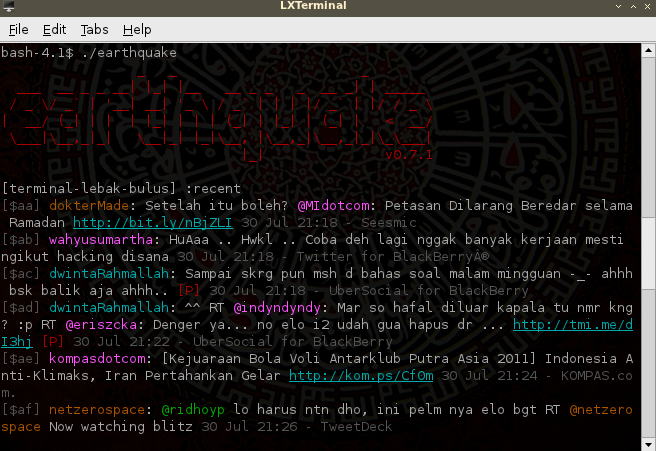 LXTerminal
File Edit Tabs Help
bash-4.1$ ./earthquake
earthquake
v0.7.1
[terminal-lebak-bulus] :recent
[$aa] dokterMade: Setelah itu boleh? @MIdotcom: Petasan Dilarang Beredar selama
Ramadan http://bit.ly/nBjZLI 30 Jul 21:18 - Seesmic
[$ab] wahyusumartha: HuAaa .. Hwkl .. Coba deh lagi nggak banyak kerjaan mesti
ngikut hacking disana 30 Jul 21:18 - Twitter for BlackBerryÂ®
[$ac] dwintaRahmallah: Sampai skrg pun msh d bahas soal malam mingguan -_- ahhh
bsk balik aja ahhh.. [P] 30 Jul 21:18 - UberSocial for BlackBerry
[$ad] dwintaRahmallah: ^^ RT @indyndyndy: Mar so hafal diluar kapala tu nmr kng
? :p RT @eriszcka: Denger ya... no elo i2 udah gua hapus dr ... http://tmi.me/d
I3hj [P] 30 Jul 21:22 - UberSocial for BlackBerry
[$ae] kompasdotcom: [Kejuaraan Bola Voli Antarklub Putra Asia 2011] Indonesia A
nti-Klimaks, Iran Pertahankan Gelar http://kom.ps/CfOm 30 Jul 21:24 - KOMPAS.co
m.
[$af] netzerospace: @ridhoyp lo harus ntn dho, ini pelm nya elo bgt RT @netzero
space Now watching blitz 30 Jul 21:26 - TweetDeck